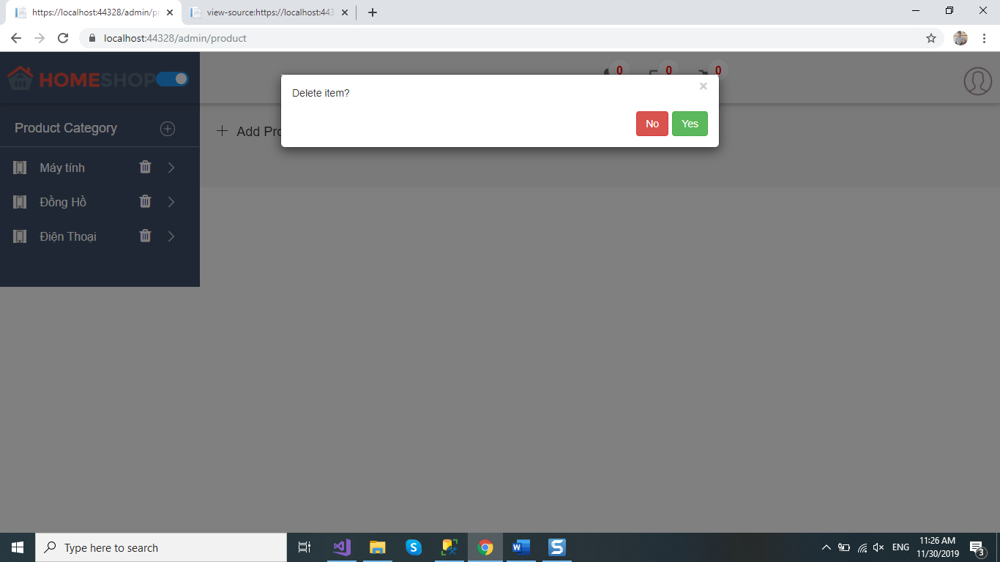 https://localhost:44328/admin/pr
view-source:https://localhost:443
localhost:44328/admin/product
HOMESHOP
0 0 0
Delete item?
×
No Yes
Product Category
Add Pro
Máy tính
Đồng Hồ
Điện Thoại
Type here to search
S
W
S
ENG
11:26 AM
11/30/2019
3